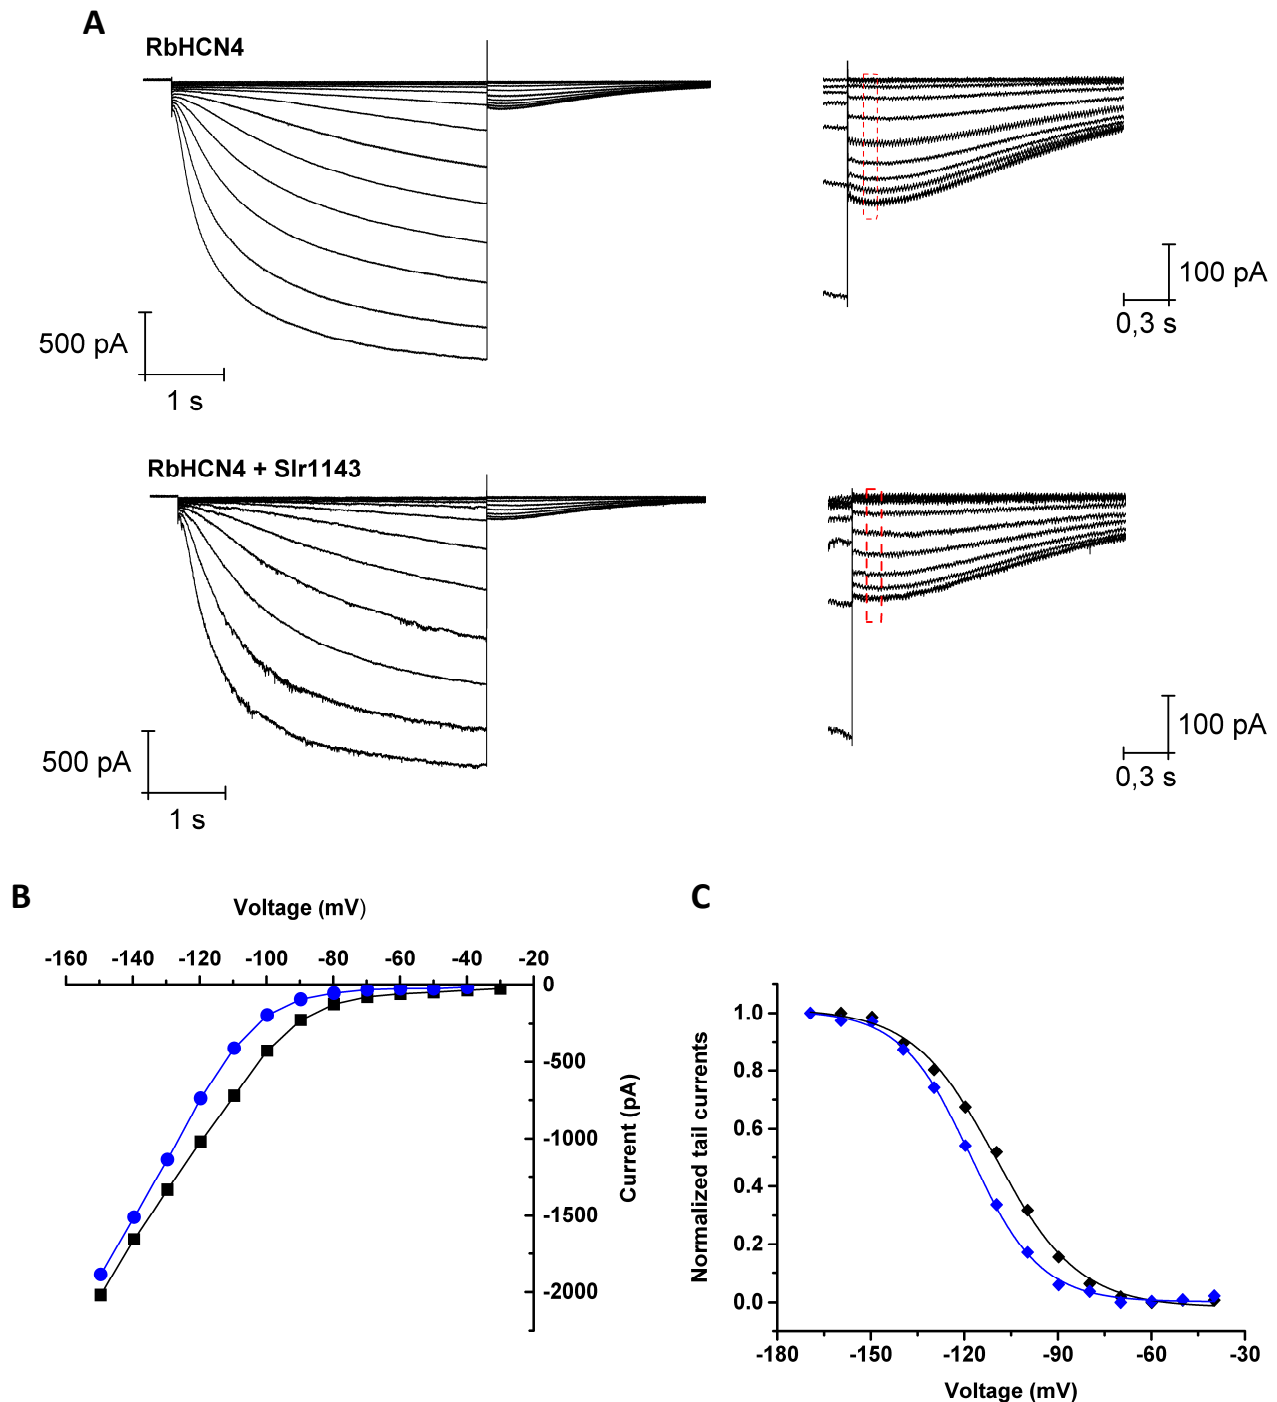 A
RbHCN4
500 pA
1 s
100 pA
0,3 s
RbHCN4 + Slr1143
500 pA
1 s
100 pA
0,3 s
B
Voltage (mV)
-160 -140 -120 -100 -80 -60 -40 -20
0
-500
-1000
-1500
-2000
Current (pA)
C
Normalized tail currents
1.0
0.8
0.6
0.4
0.2
0.0
-180 -150 -120 -90 -60 -30
Voltage (mV)